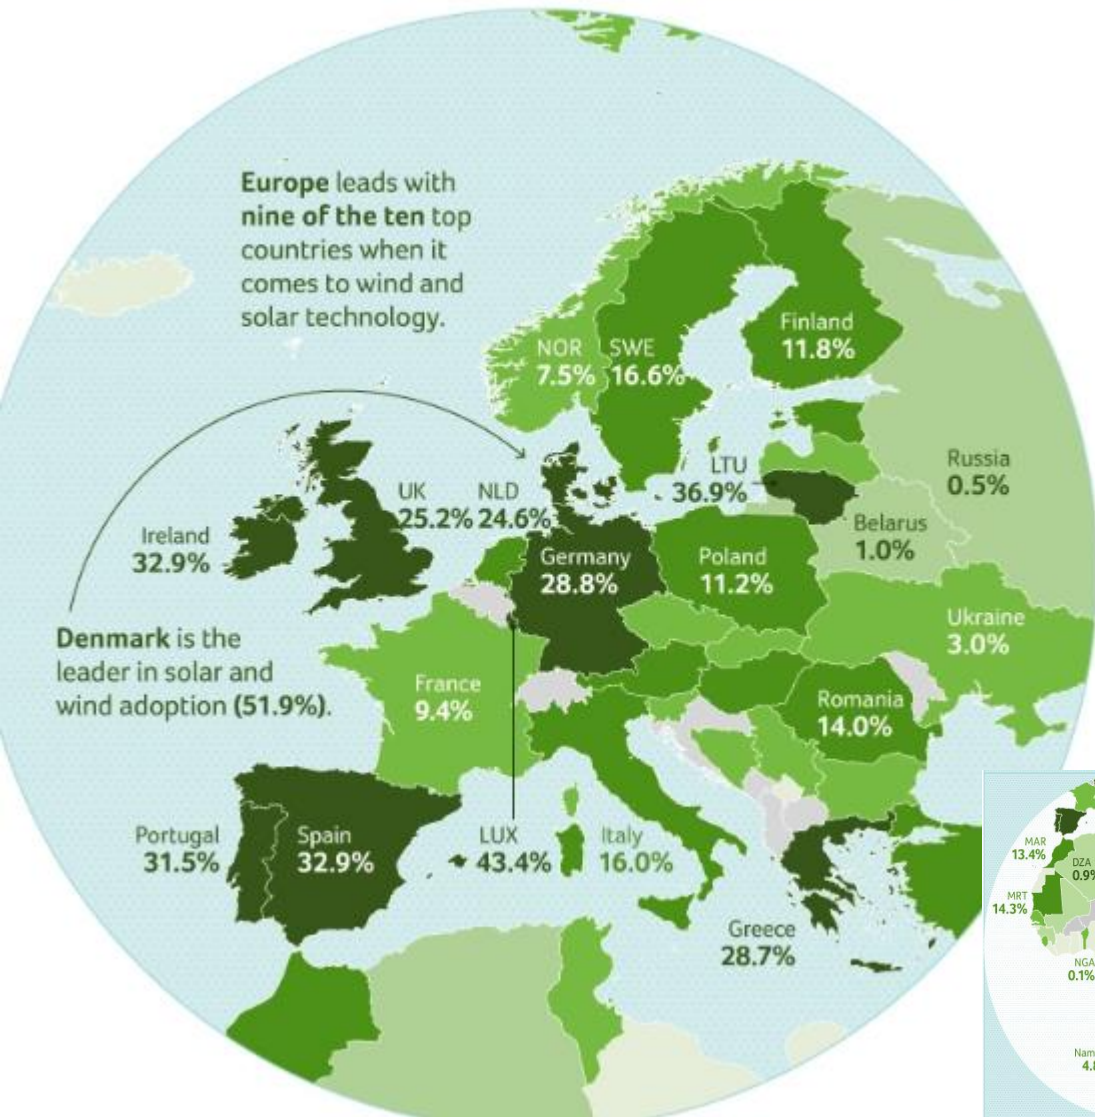 Europe leads with
nine of the ten top
countries when it
comes to wind and
solar technology.
NOR
7.5%
SWE
16.6%
Finland
11.8%
LTU
36.9%
Russia
0.5%
Belarus
1.0%
Ireland
32.9%
UK
25.2%
NLD
24.6%
Germany
28.8%
Poland
11.2%
Ukraine
3.0%
Denmark is the
leader in solar and
wind adoption (51.9%).
France
9.4%
Romania
14.0%
Portugal
31.5%
Spain
32.9%
LUX
43.4%
Italy
16.0%
Greece
28.7%
MAR
13.4%
DZA
0.9%
MRT
14.3%
NGA
0.1%